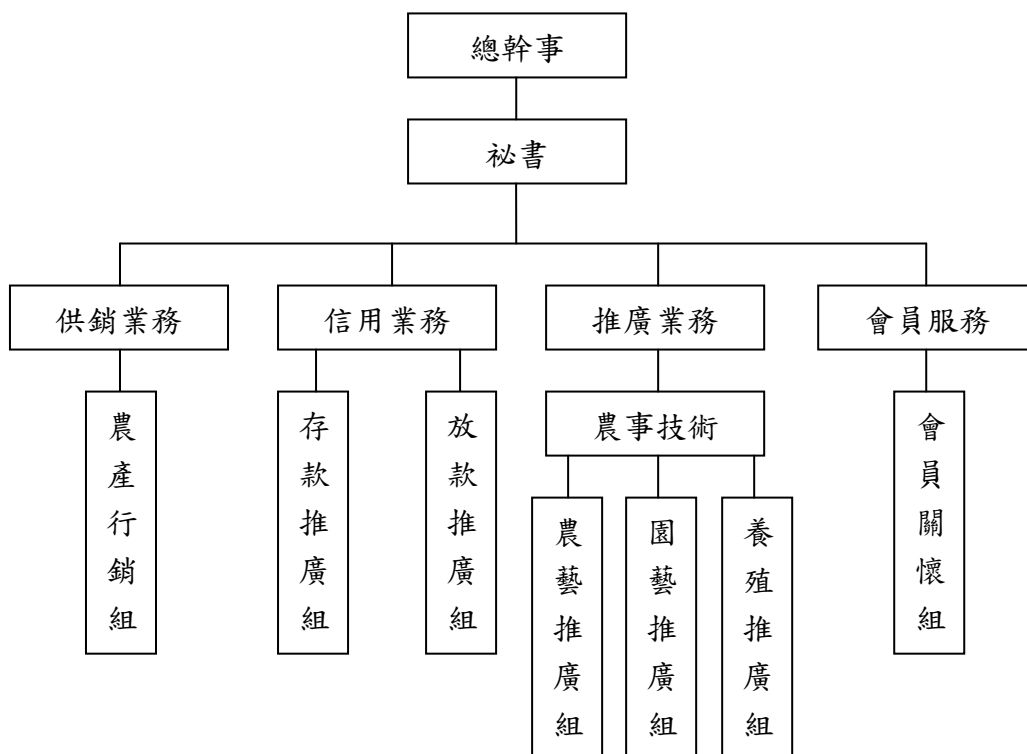 總幹事
祕書
供銷業務
信用業務
推廣業務
會員服務
農產行銷組
存款推廣組
放款推廣組
農事技術
會員關懷組
農藝推廣組
園藝推廣組
養殖推廣組